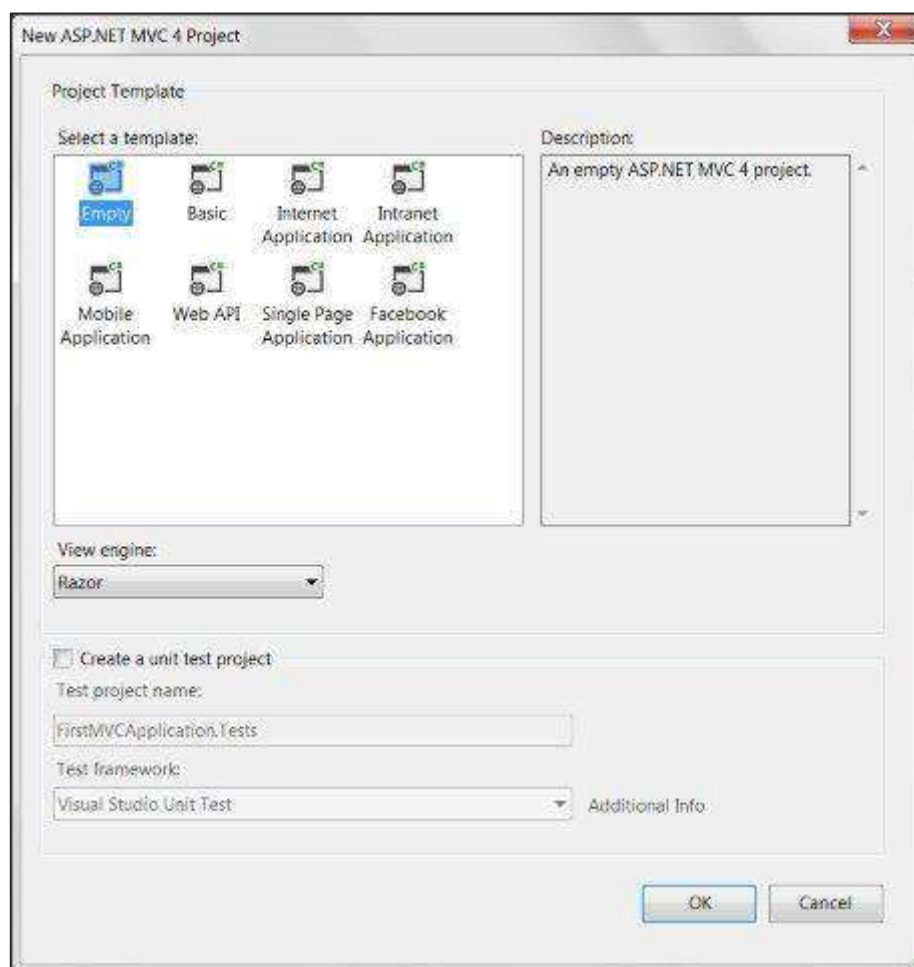 New ASP.NET MVC 4 Project
Project Template
Select a template:
Description:
Empty
Basic
Internet
Application
Intranet
Application
An empty ASP.NET MVC 4 project.
Mobile
Application
Web API
Single Page
Application
Facebook
Application
View engine:
Razor
Create a unit test project
Test project name:
FirstMVCApplication.Tests
Test framework:
Visual Studio Unit Test
Additional Info
OK
Cancel